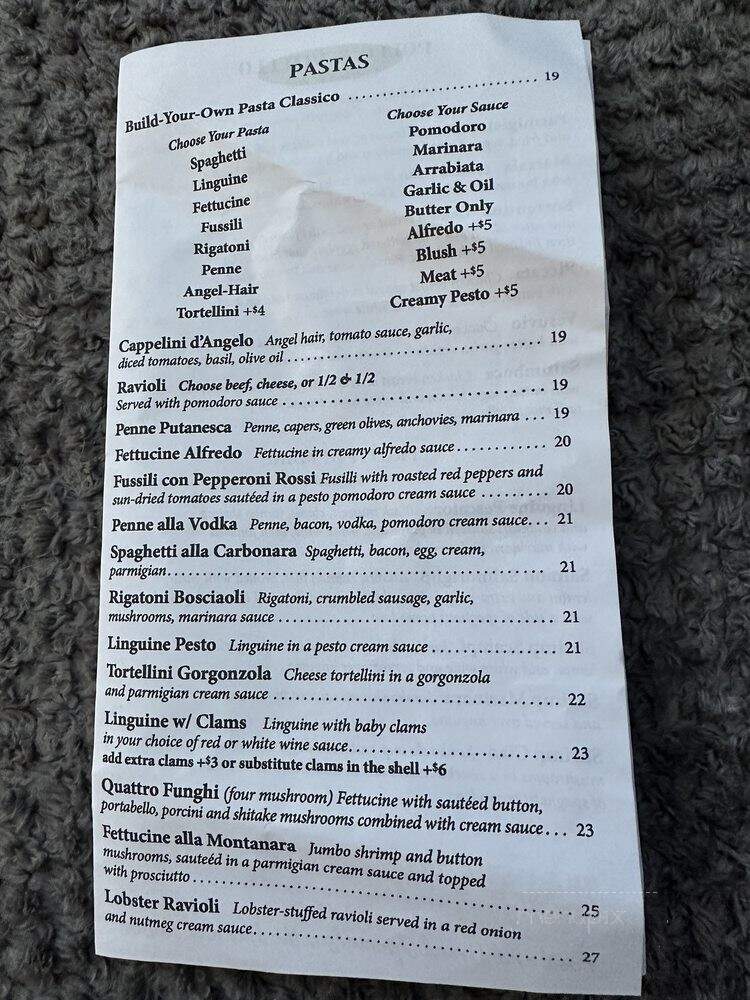 PASTAS
Build-Your-Own Pasta Classico ............................ 19
Choose Your Pasta
Spaghetti
Linguine
Fettucine
Fussili
Rigatoni
Penne
Angel-Hair
Tortellini +$4
Choose Your Sauce
Pomodoro
Marinara
Arrabiata
Garlic & Oil
Butter Only
Alfredo +$5
Blush +$5
Meat +$5
Creamy Pesto +$5
Cappelini d'Angelo Angel hair, tomato sauce, garlic,
diced tomatoes, basil, olive oil ........................................ 19
Ravioli Choose beef, cheese, or 1/2 & 1/2
Served with pomodoro sauce ........................................ 19
Penne Putanesca Penne, capers, green olives, anchovies, marinara ... 19
Fettucine Alfredo Fettucine in creamy alfredo sauce ............. 20
Fussili con Pepperoni Rossi Fusilli with roasted red peppers and
sun-dried tomatoes sautéed in a pesto pomodoro cream sauce ......... 20
Penne alla Vodka Penne, bacon, vodka, pomodoro cream sauce... 21
Spaghetti alla Carbonara Spaghetti, bacon, egg, cream,
parmigian........................................................ 21
Rigatoni Bosciaoli Rigatoni, crumbled sausage, garlic,
mushrooms, marinara sauce ........................................ 21
Linguine Pesto Linguine in a pesto cream sauce .................. 21
Tortellini Gorgonzola Cheese tortellini in a gorgonzola
and parmigian cream sauce ........................................ 22
Linguine w/ Clams Linguine with baby clams
in your choice of red or white wine sauce............................ 23
add extra clams +$3 or substitute clams in the shell +$6
Quattro Funghi (four mushroom) Fettucine with sautéed button,
portabello, porcini and shitake mushrooms combined with cream sauce... 23
Fettucine alla Montanara Jumbo shrimp and button
mushrooms, sauteéd in a parmigian cream sauce and topped
with prosciutto ........................................................ 25
Lobster Ravioli Lobster-stuffed ravioli served in a red onion
and nutmeg cream sauce............................................ 27